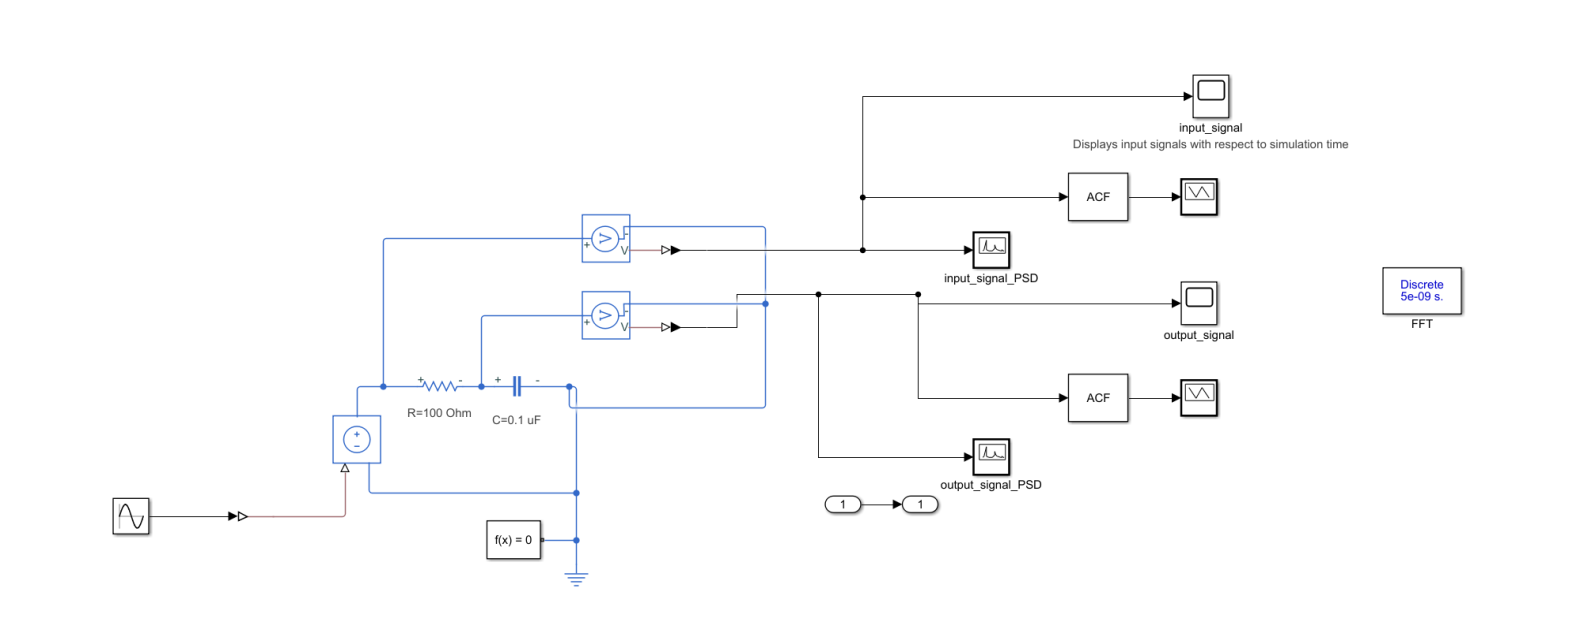 input_signal
Displays input signals with respect to simulation time
ACF
+
-
V
input_signal_PSD
Discrete
5e-09 s.
FFT
+
-
V
output_signal
+ -
+ -
R=100 Ohm
C=0.1 uF
ACF
+
−
output_signal_PSD
1
1
f(x) = 0